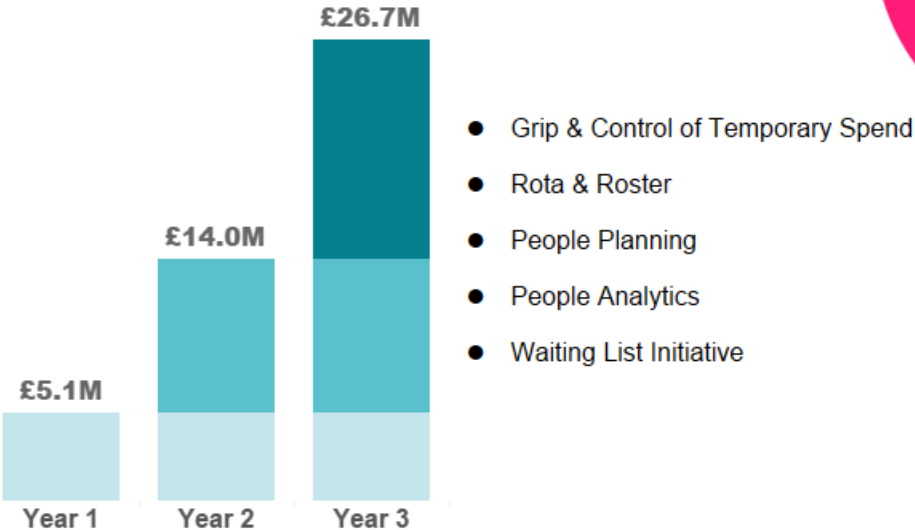 £26.7M
£14.0M
£5.1M
Year 1
Year 2
Year 3
● Grip & Control of Temporary Spend
● Rota & Roster
● People Planning
● People Analytics
● Waiting List Initiative